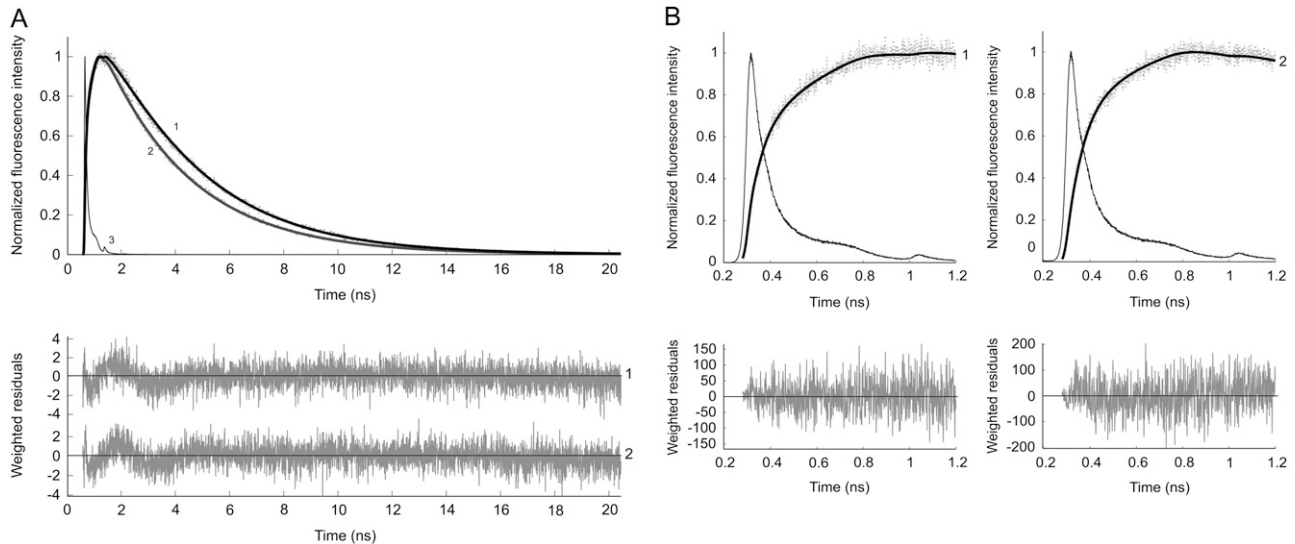 A
Normalized fluorescence intensity
1
0.8
0.6
0.4
0.2
0
1
2
3
0 2 4 6 8 10 12 14 16 18 20
Time (ns)
Weighted residuals
4
2
0
-2
-4
1
2
0
-2
-4
2
0 2 4 6 8 10 12 14 16 18 20
Time (ns)
B
Normalized fluorescence intensity
1
0.8
0.6
0.4
0.2
0
1
0.2 0.4 0.6 0.8 1 1.2
Time (ns)
Normalized fluorescence intensity
1
0.8
0.6
0.4
0.2
0
2
0.2 0.4 0.6 0.8 1 1.2
Time (ns)
Weighted residuals
150
100
50
0
-50
-100
-150
0.2 0.4 0.6 0.8 1 1.2
Time (ns)
Weighted residuals
200
100
0
-100
-200
0.2 0.4 0.6 0.8 1 1.2
Time (ns)